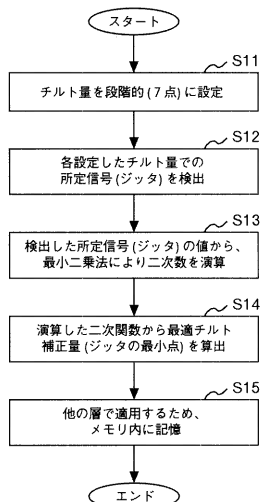 スタート
S11
チルト量を段階的(7点)に設定
S12
各設定したチルト量での
所定信号(ジッタ)を検出
S13
検出した所定信号(ジッタ)の値から、
最小二乗法により二次数を演算
S14
演算した二次関数から最適チルト
補正量(ジッタの最小点)を算出
S15
他の層で適用するため、
メモリ内に記憶
エンド